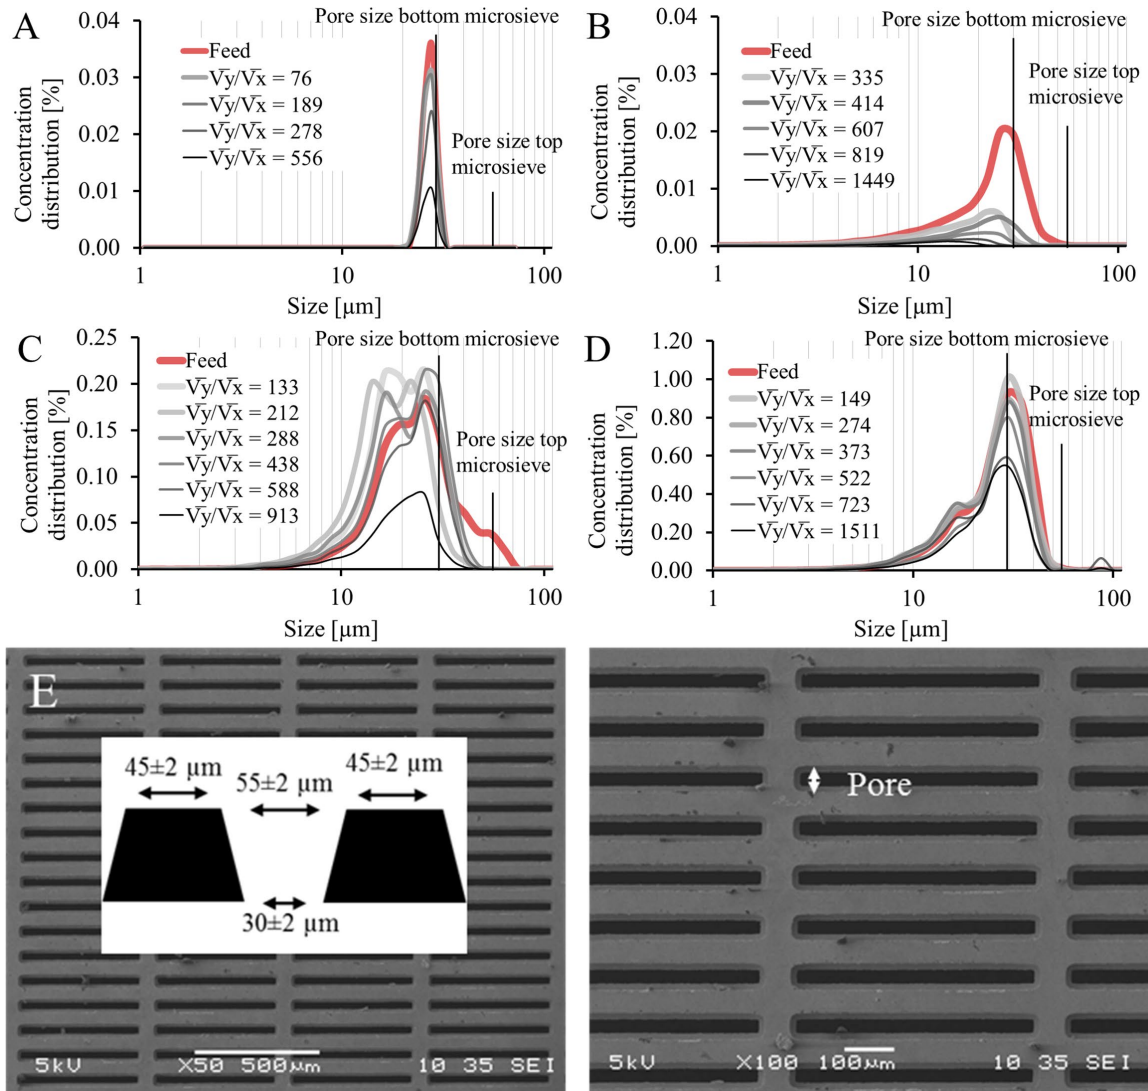 A
Pore size bottom microsieve
Concentration
distribution [%]
0.04
0.03
0.02
0.01
0.00
Feed
V̅y/V̅x = 76
V̅y/V̅x = 189
V̅y/V̅x = 278
V̅y/V̅x = 556
Pore size top
microsieve
1
10
100
Size [µm]
B
Pore size bottom microsieve
Concentration
distribution [%]
0.04
0.03
0.02
0.01
0.00
Feed
V̅y/V̅x = 335
V̅y/V̅x = 414
V̅y/V̅x = 607
V̅y/V̅x = 819
V̅y/V̅x = 1449
Pore size top
microsieve
1
10
100
Size [µm]
C
Pore size bottom microsieve
Concentration
distribution [%]
0.25
0.20
0.15
0.10
0.05
0.00
Feed
V̅y/V̅x = 133
V̅y/V̅x = 212
V̅y/V̅x = 288
V̅y/V̅x = 438
V̅y/V̅x = 588
V̅y/V̅x = 913
Pore size top
microsieve
1
10
100
Size [µm]
D
Pore size bottom microsieve
Concentration
distribution [%]
1.20
1.00
0.80
0.60
0.40
0.20
0.00
Feed
V̅y/V̅x = 149
V̅y/V̅x = 274
V̅y/V̅x = 373
V̅y/V̅x = 522
V̅y/V̅x = 723
V̅y/V̅x = 1511
Pore size top
microsieve
1
10
100
Size [µm]
E
45±2 µm
55±2 µm
45±2 µm
30±2 µm
5kV X50 500µm 10 35 SEI
Pore
5kV X100 100µm 10 35 SEI